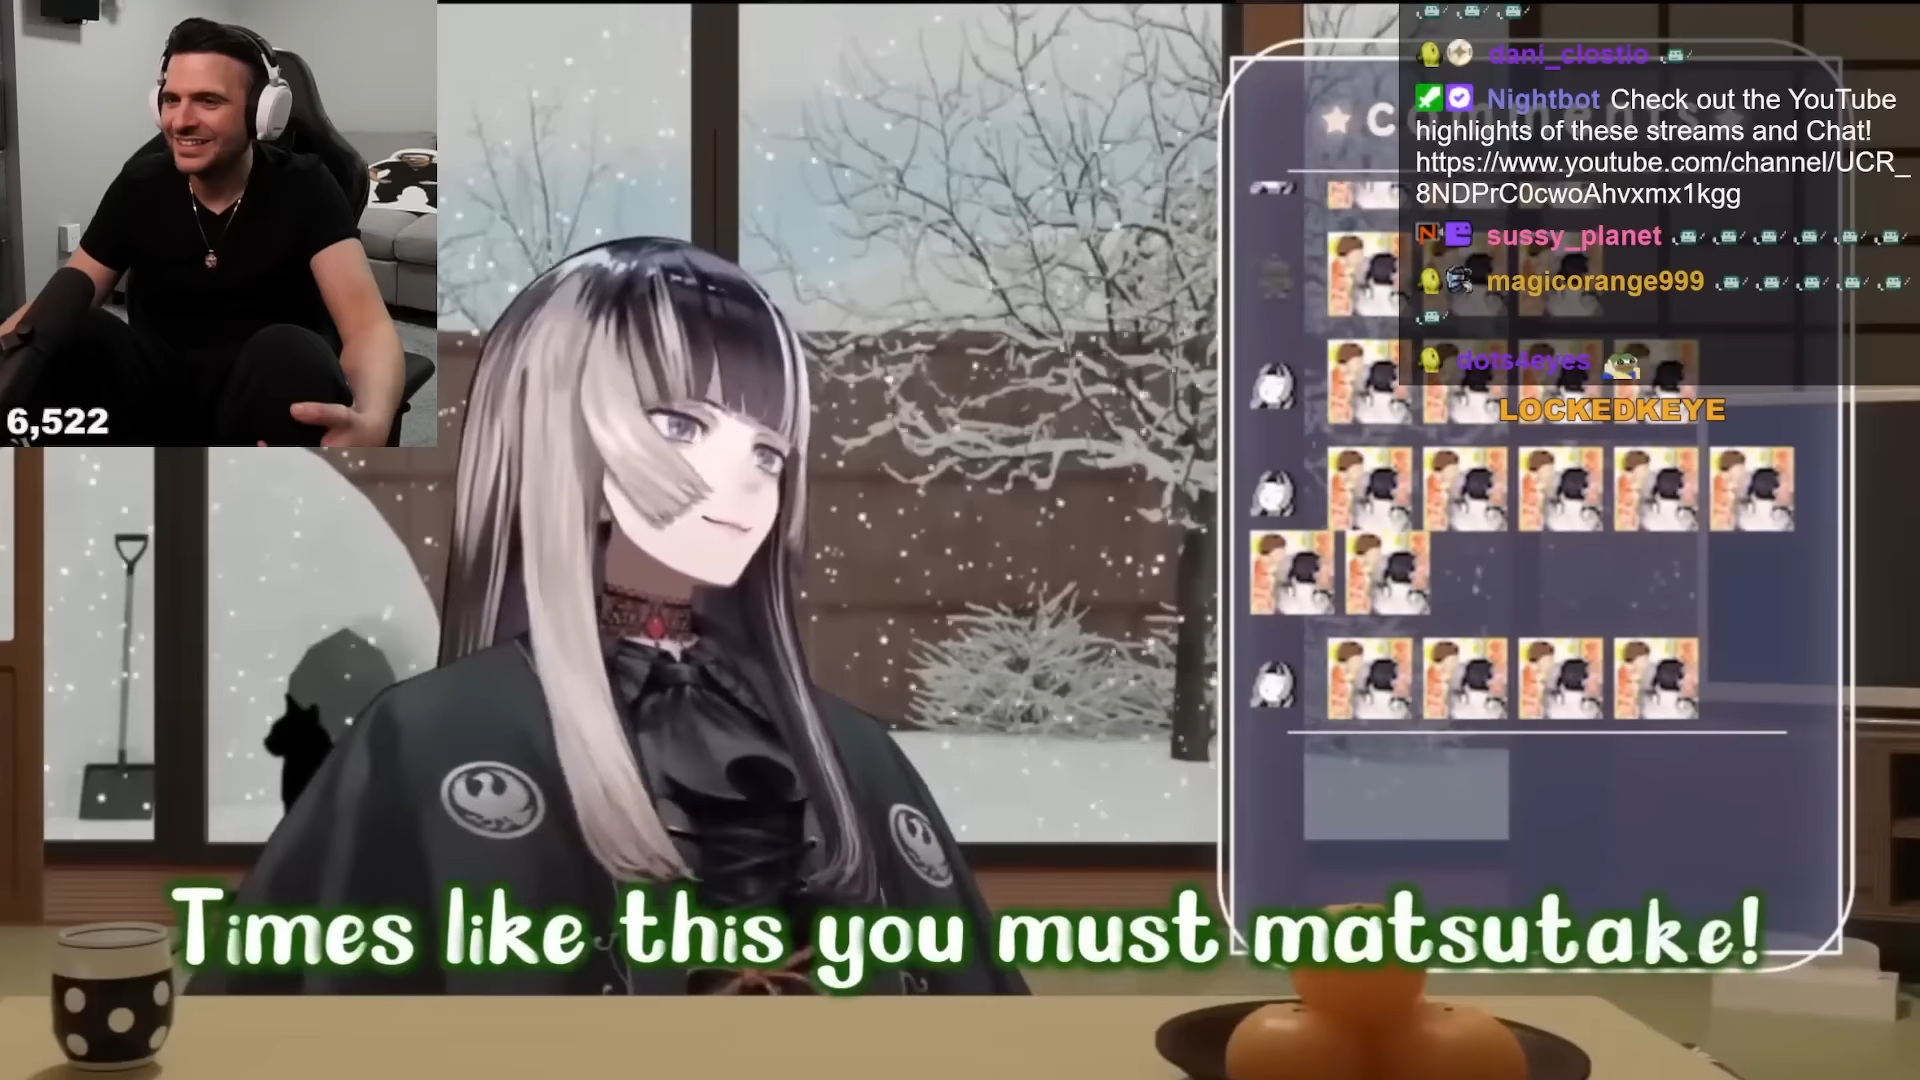 dani_clostio
Nightbot Check out the YouTube
highlights of these streams and Chat!
https://www.youtube.com/channel/UCR_
8NDPrC0cwoAhvxmx1kgg
sussy_planet
magicorange999
dots4eyes
LOCKEDKEYE
6,522
Times like this you must matsutake!